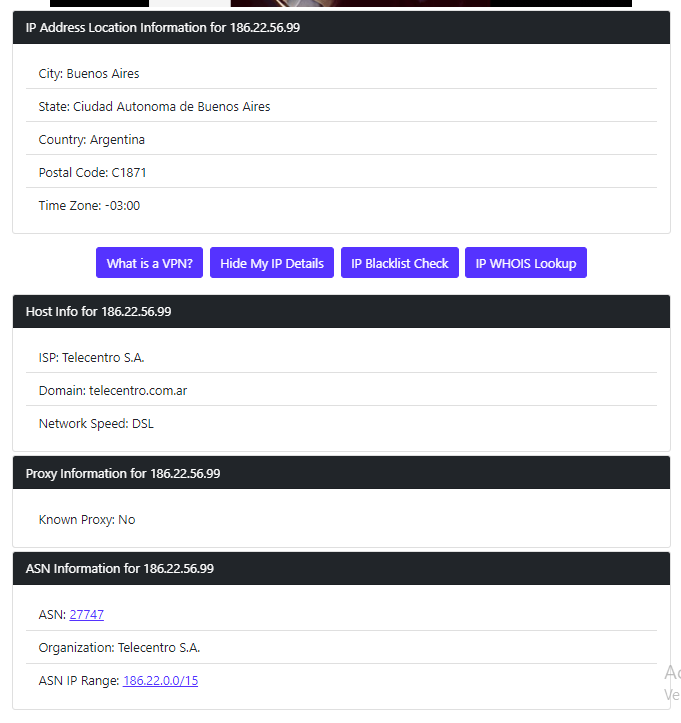 IP Address Location Information for 186.22.56.99
City: Buenos Aires
State: Ciudad Autonoma de Buenos Aires
Country: Argentina
Postal Code: C1871
Time Zone: -03:00
What is a VPN? Hide My IP Details IP Blacklist Check IP WHOIS Lookup
Host Info for 186.22.56.99
ISP: Telecentro S.A.
Domain: telecentro.com.ar
Network Speed: DSL
Proxy Information for 186.22.56.99
Known Proxy: No
ASN Information for 186.22.56.99
ASN: 27747
Organization: Telecentro S.A.
ASN IP Range: 186.22.0.0/15
Ve